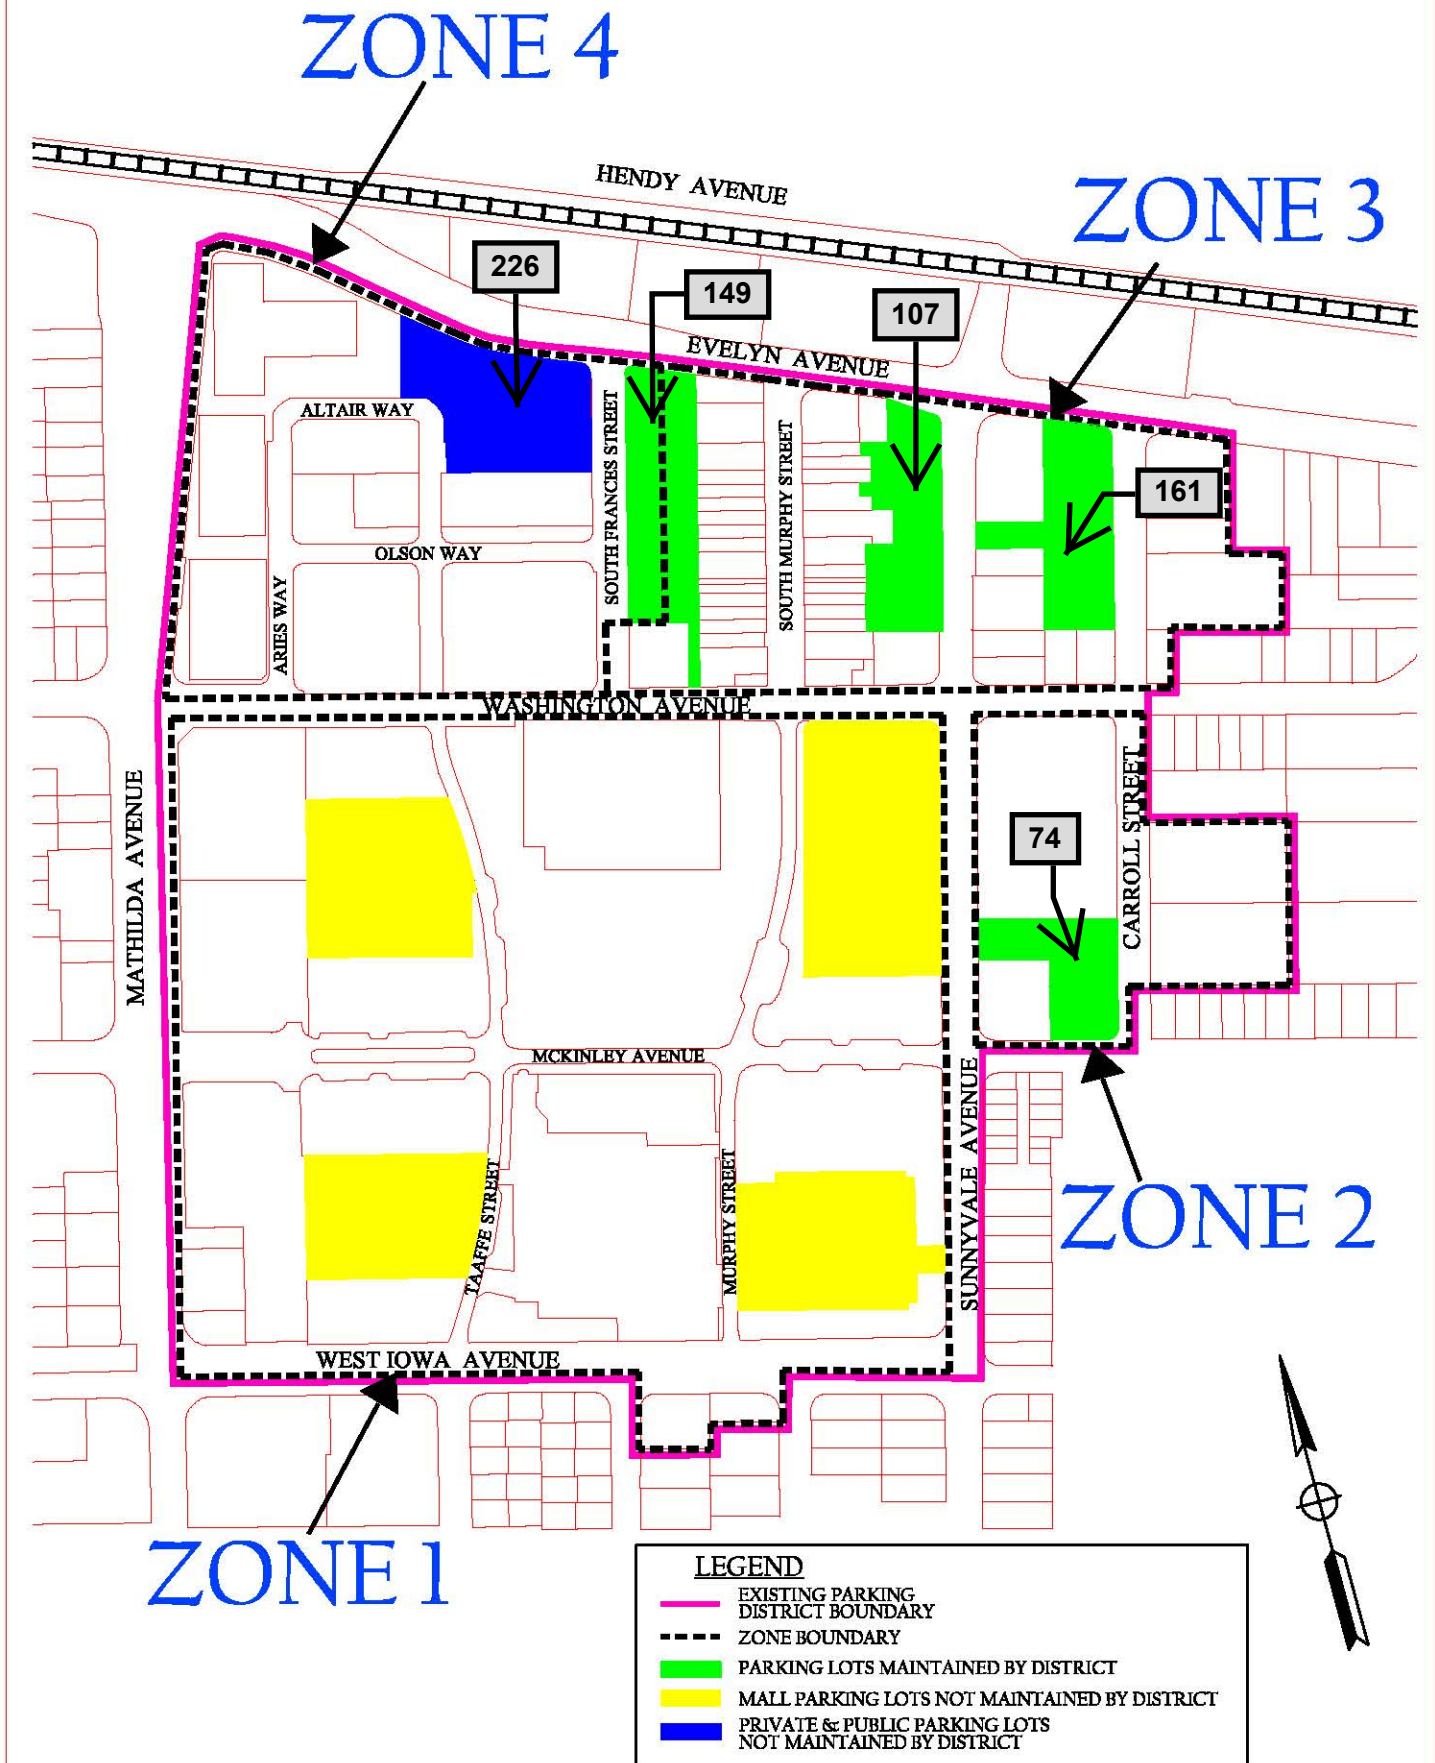 ZONE 4
HENDY AVENUE
ZONE 3
226
149
107
EVELYN AVENUE
ALTAIR WAY
SOUTH FRANCES STREET
SOUTH MURPHY STREET
161
OLSON WAY
ARIES WAY
WASHINGTON AVENUE
MATHILDA AVENUE
74
CARROLL STREET
MCKINLEY AVENUE
TAAFFE STREET
MURPHY STREET
SUNNYVALE AVENUE
ZONE 2
WEST IOWA AVENUE
ZONE 1
LEGEND
EXISTING PARKING
DISTRICT BOUNDARY
ZONE BOUNDARY
PARKING LOTS MAINTAINED BY DISTRICT
MALL PARKING LOTS NOT MAINTAINED BY DISTRICT
PRIVATE & PUBLIC PARKING LOTS
NOT MAINTAINED BY DISTRICT